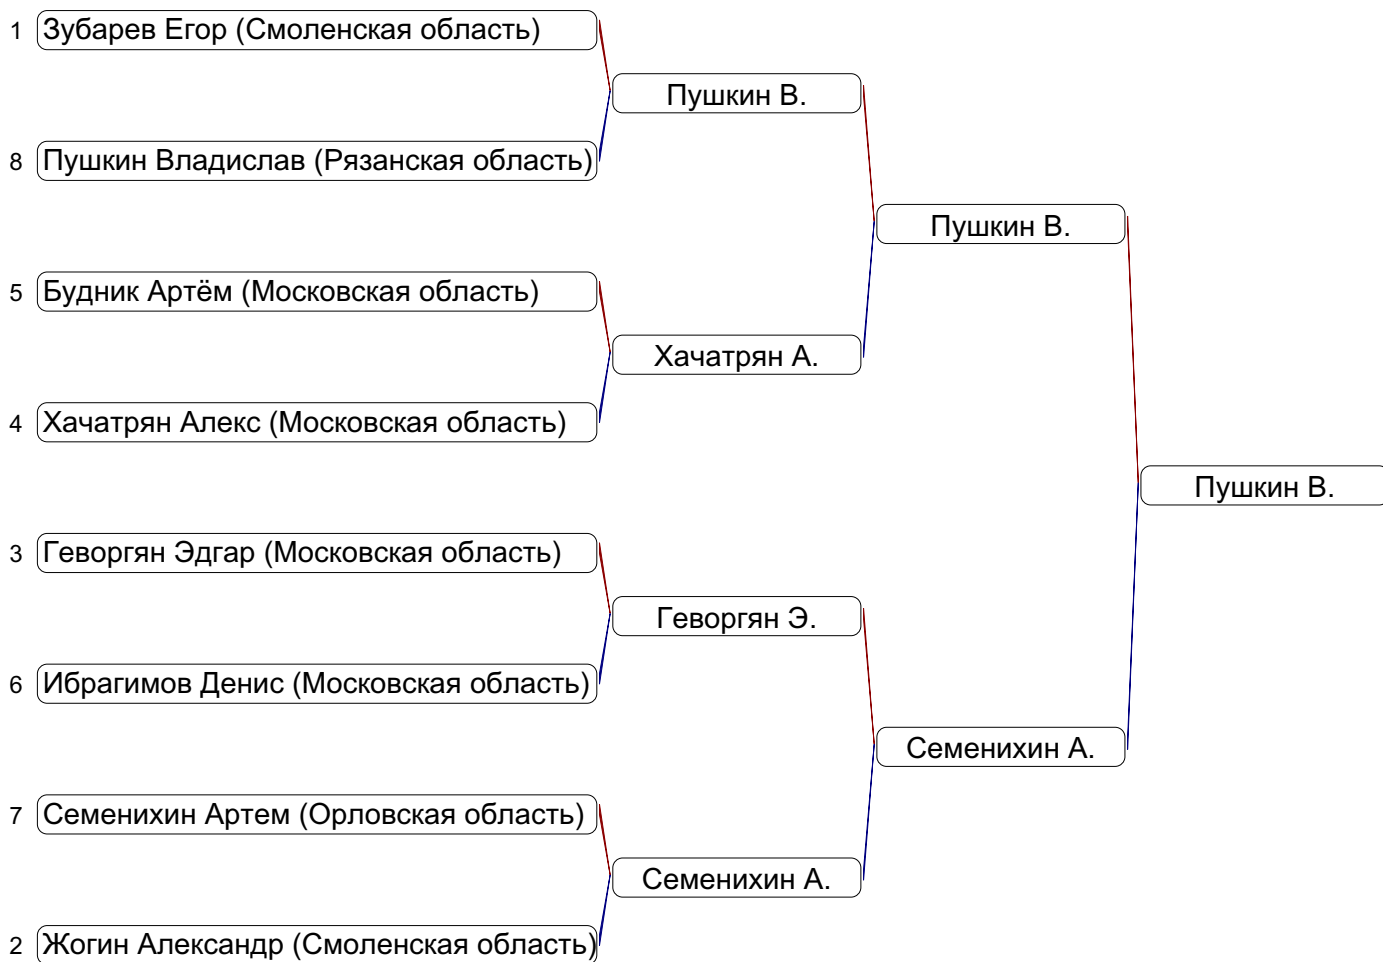 1 Зубарев Егор (Смоленская область)
Пушкин В.
8 Пушкин Владислав (Рязанская область)
Пушкин В.
5 Будник Артём (Московская область)
Хачатрян А.
4 Хачатрян Алекс (Московская область)
Пушкин В.
3 Геворгян Эдгар (Московская область)
Геворгян Э.
6 Ибрагимов Денис (Московская область)
Семенихин А.
7 Семенихин Артем (Орловская область)
Семенихин А.
2 Жогин Александр (Смоленская область)